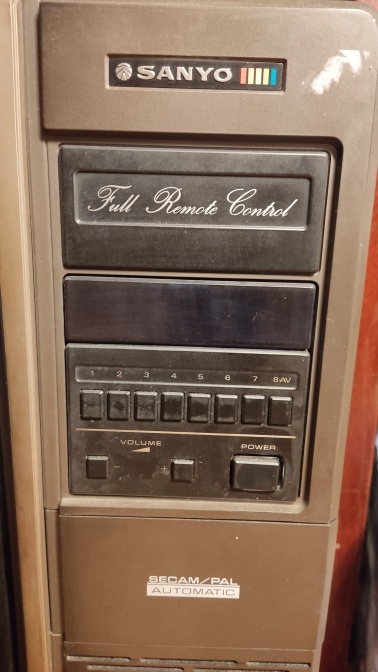 SANYO
Full Remote Control
1 2 3 4 5 6 7 8/AV
VOLUME
POWER
- +
SECAM/PAL
AUTOMATIC